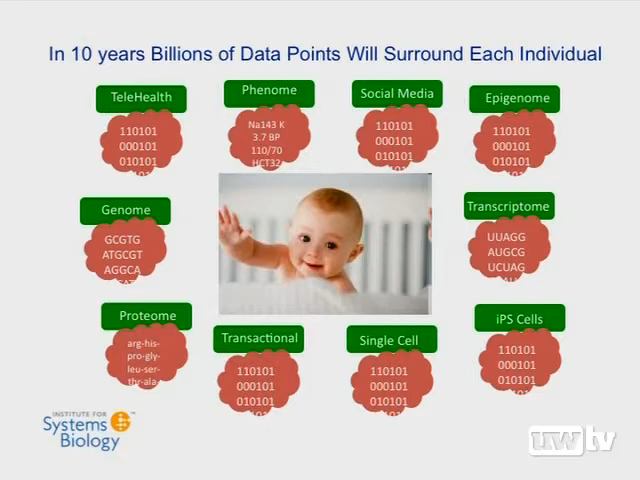 In 10 years Billions of Data Points Will Surround Each Individual
TeleHealth
110101
000101
010101
Phenome
Na143 K
3.7 BP
110/70
HCT32
Social Media
110101
000101
010101
Epigenome
110101
000101
010101
Genome
GCGTG
ATGCGT
AGGCA
Transcriptome
UUAGG
AUGCG
UCUAG
Proteome
arg-his-
pro-gly-
leu-ser-
thr-ala
Transactional
110101
000101
010101
Single Cell
110101
000101
010101
iPS Cells
110101
000101
010101
INSTITUTE FOR
Systems
Biology
uwtv